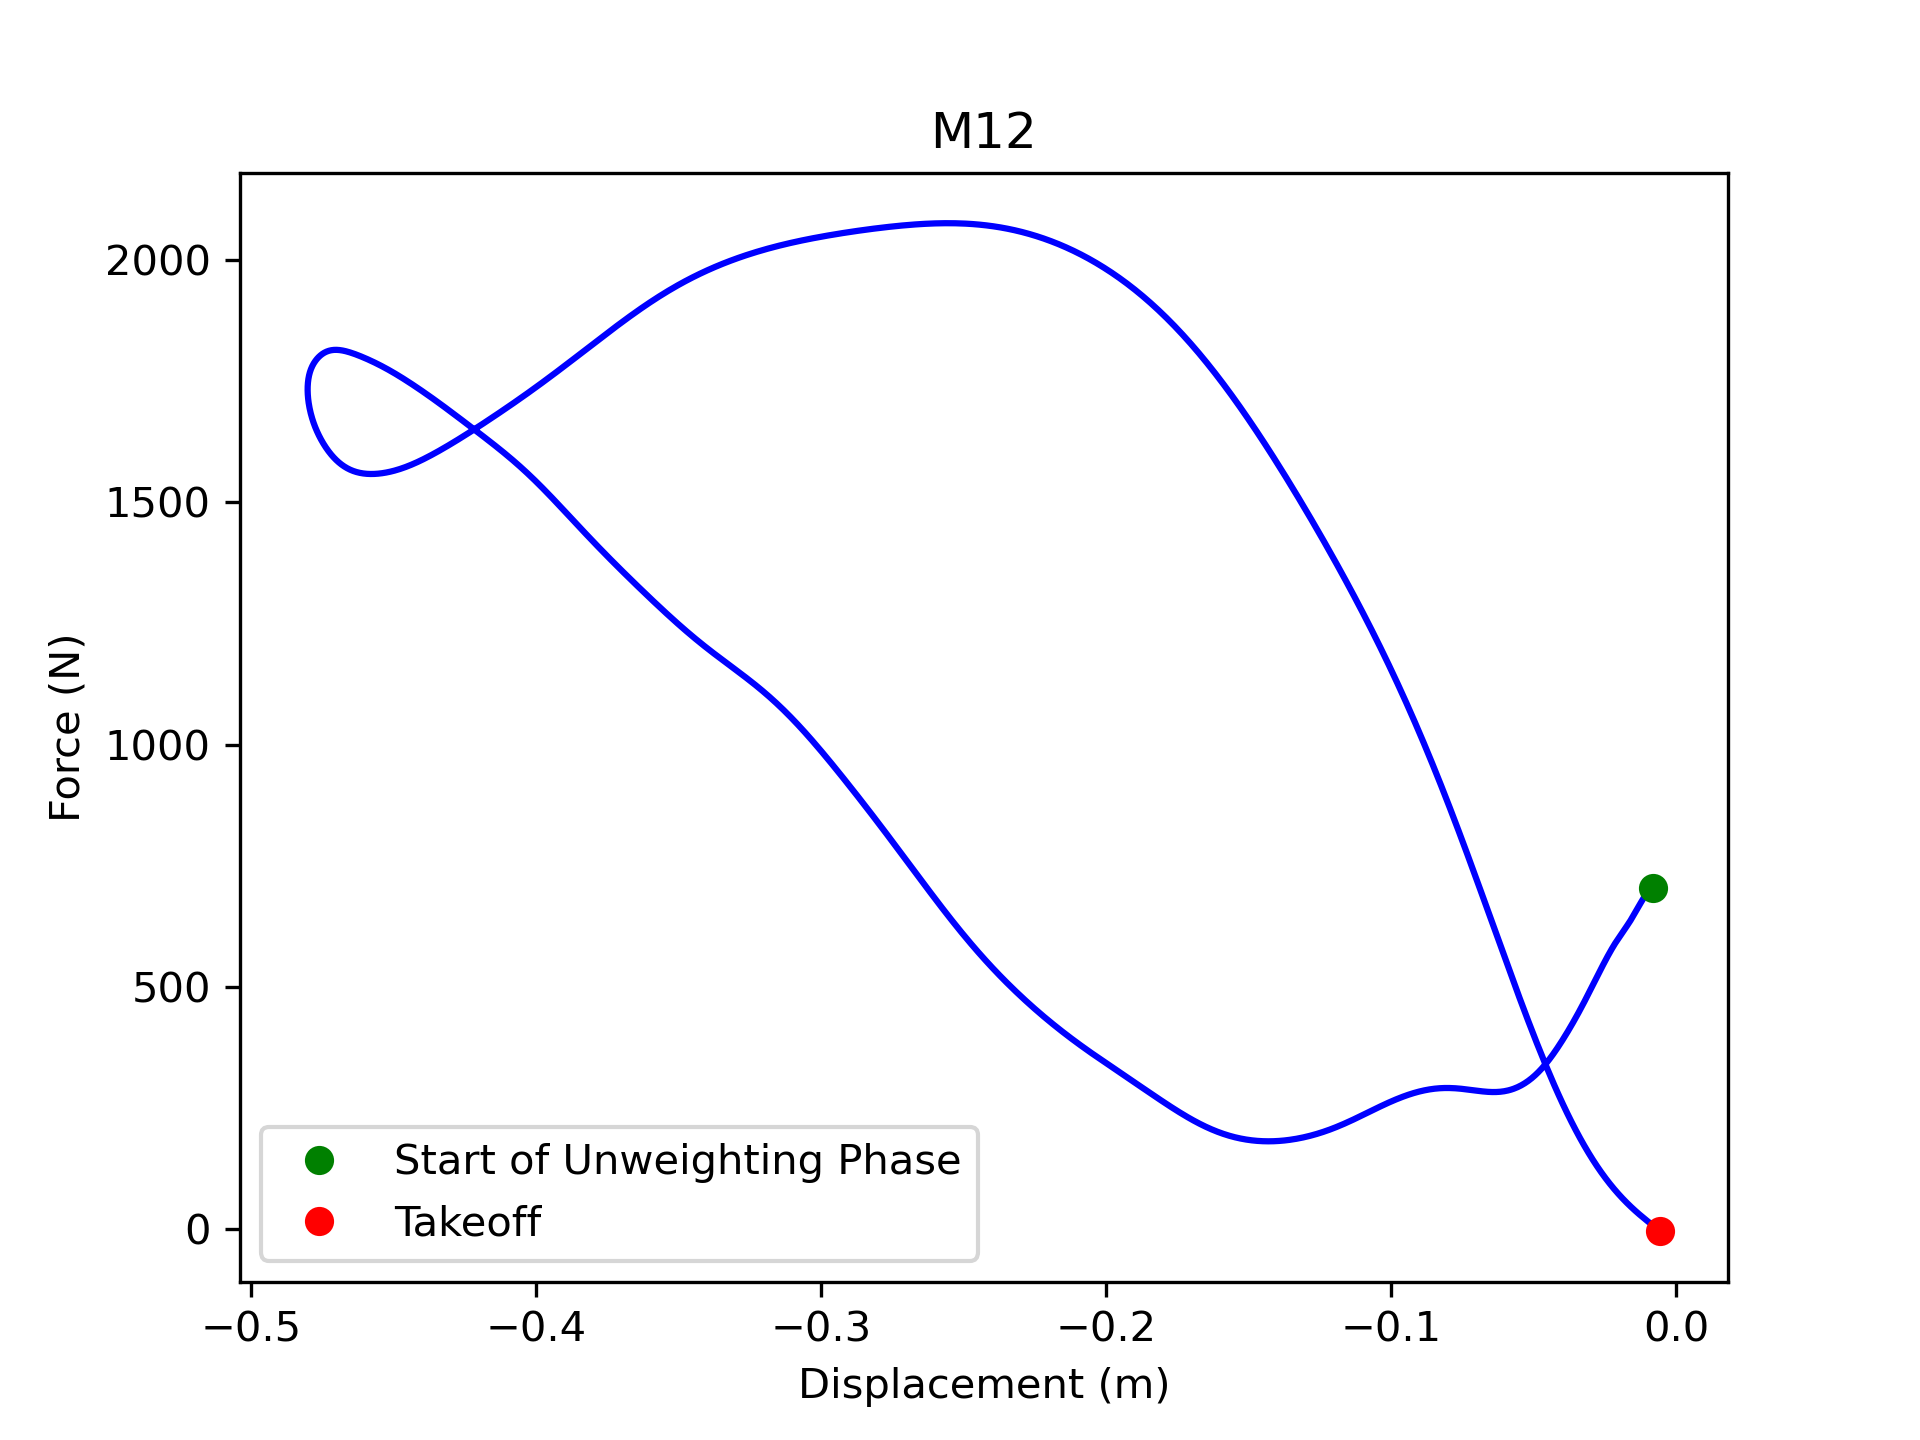 M12
2000
1500
1000
500
0
Force (N)
Start of Unweighting Phase
Takeoff
−0.5 −0.4 −0.3 −0.2 −0.1 0.0
Displacement (m)